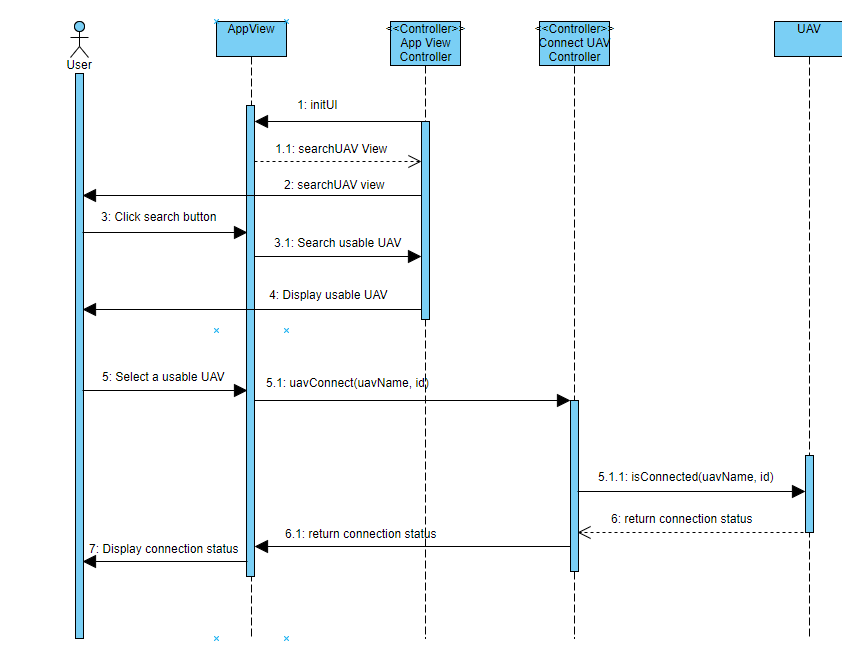 User
AppView
<<Controller>>
App View
Controller
<<Controller>>
Connect UAV
Controller
UAV
1: initUI
1.1: searchUAV View
2: searchUAV view
3: Click search button
3.1: Search usable UAV
4: Display usable UAV
5: Select a usable UAV
5.1: uavConnect(uavName, id)
5.1.1: isConnected(uavName, id)
6: return connection status
6.1: return connection status
7: Display connection status